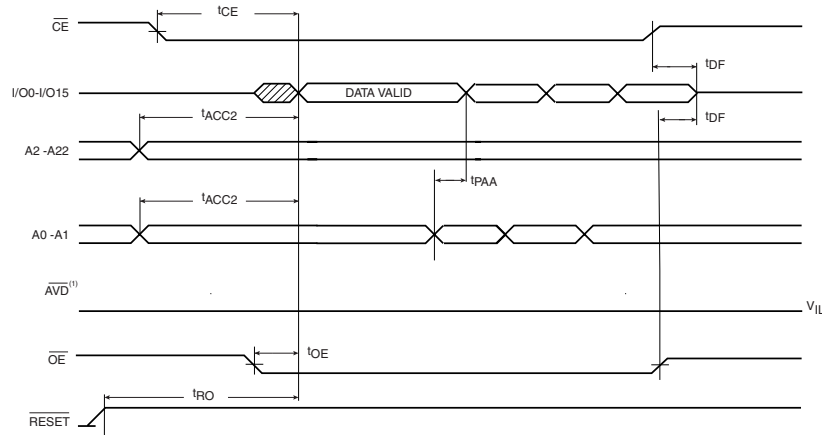 CE
tCE
tDF
I/O0-I/O15
DATA VALID
tDF
tACC2
A2 -A22
tPAA
tACC2
A0 -A1
AVD(1)
VIL
OE
tOE
tRO
RESET